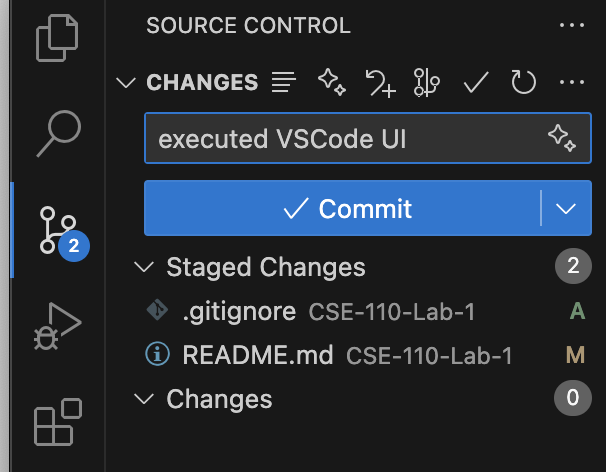 SOURCE CONTROL
CHANGES
executed VSCode UI
Commit
2
Staged Changes 2
.gitignore CSE-110-Lab-1 A
README.md CSE-110-Lab-1 M
Changes 0